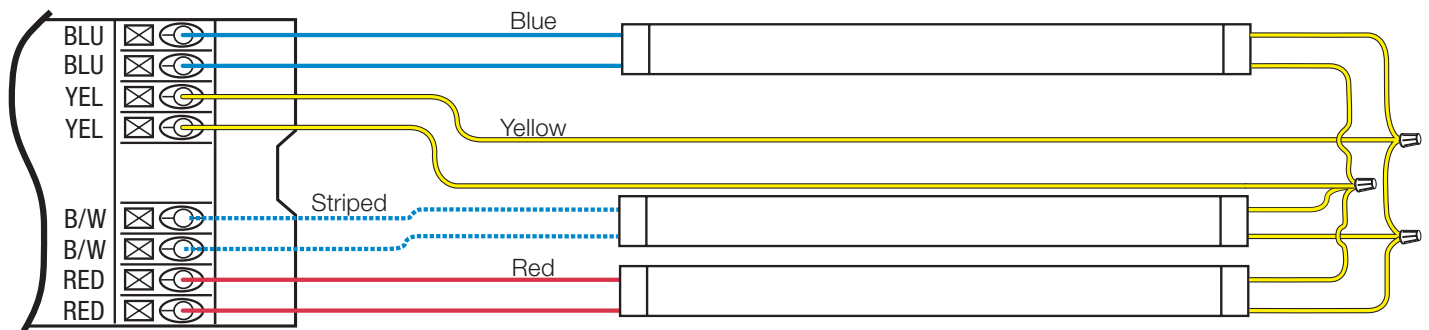 BLU
Blue
BLU
YEL
YEL
Yellow
B/W
Striped
B/W
RED
Red
RED